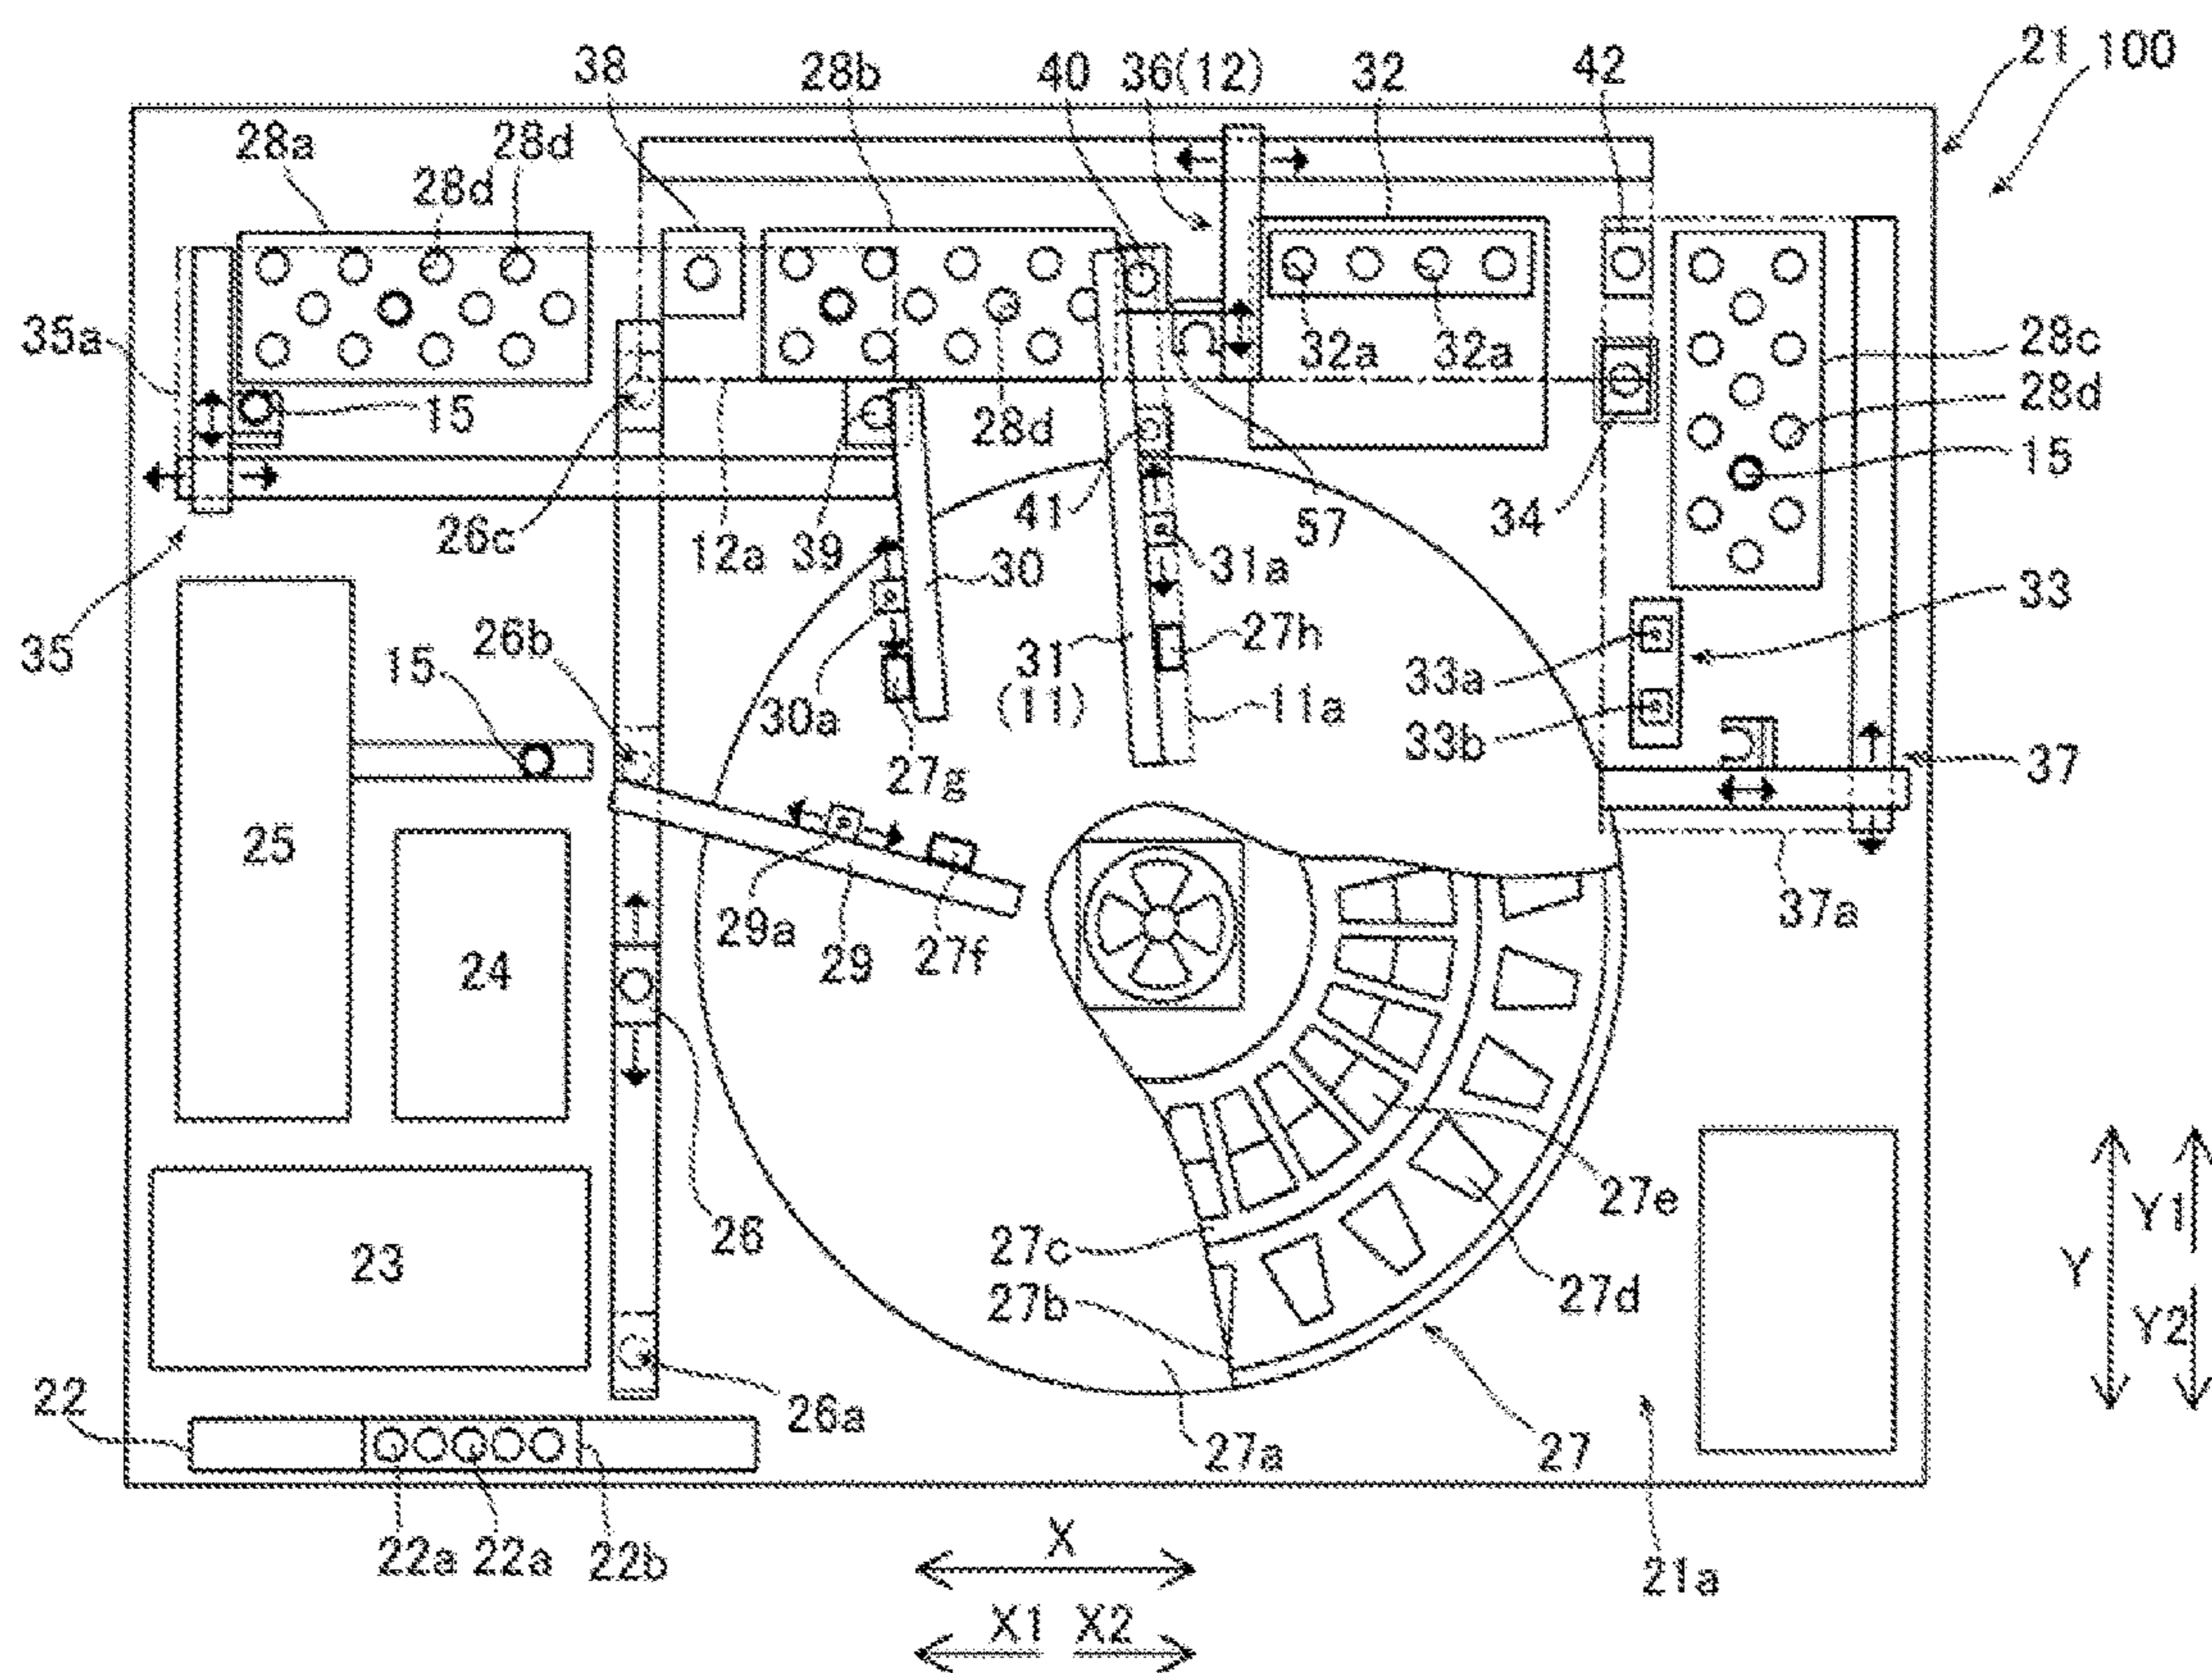 21 100
38 28b 40 36(12) 32 42
28a 28d
28d
35a
15
32a 32a
28c
28d
28d
15
26c 12a 39 41 57 34
30 31a
35
15 26b
30a
31
(11)
27h
11a
33a
33b
33
37
27g
25
29a 29 27f
37a
24
23
26
27c
27b
27e
27d
Y Y1
Y2
22
26a
27a 27
22a 22a 22b
21a
X
X1 X2